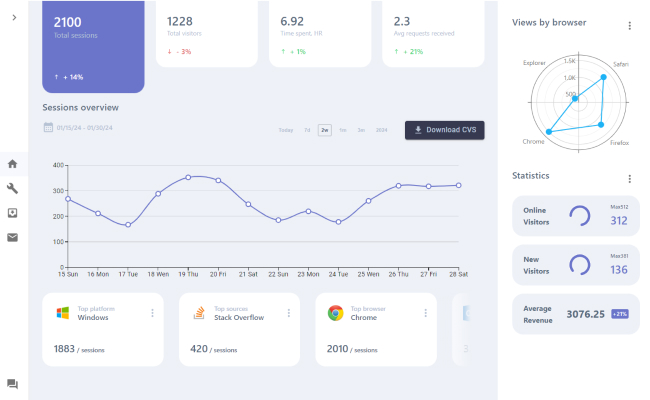 2100
Total sessions
↑ + 14%
1228
Total visitors
↓ - 3%
6.92
Time spent, HR
↑ + 1%
2.3
Avg requests received
↑ + 21%
Sessions overview
01/15/24 - 01/30/24
Today 1d 2w 1m 3m 2024
Download CVS
400
300
200
100
0
15 Sun 16 Mon 17 Tue 18 Wen 19 Thu 20 Fri 21 Sat 22 Sun 23 Mon 24 Tue 25 Wen 26 Thu 27 Fri 28 Sat
Top platform
Windows
1883 / sessions
Top sources
Stack Overflow
420 / sessions
Top browser
Chrome
2010 / sessions
Views by browser
Explorer
Safari
Chrome
Firefox
1.5K
1.0K
500
Statistics
Online
Visitors
Max512
312
New
Visitors
Max581
136
Average
Revenue
3076.25
+21%